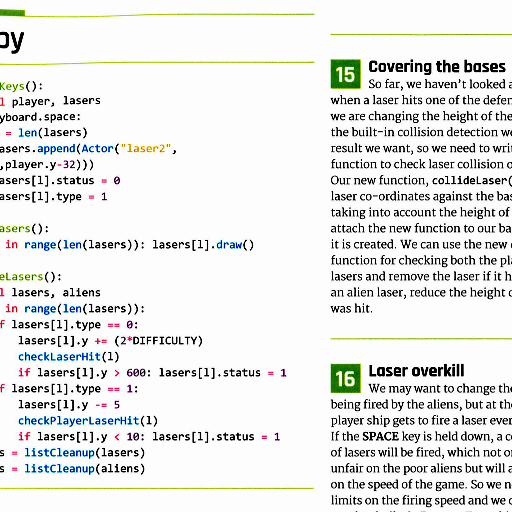 by
Keys():
l player, lasers
yboard.space:
= len(lasers)
asers.append(Actor("laser2",
,player.y-32)))
asers[l].status = 0
asers[l].type = 1
asers():
in range(len(lasers)): lasers[l].draw()
eLasers():
l lasers, aliens
in range(len(lasers)):
f lasers[l].type == 0:
lasers[l].y += (2*DIFFICULTY)
checkLaserHit(l)
if lasers[l].y > 600: lasers[l].status = 1
f lasers[l].type == 1:
lasers[l].y -= 5
checkPlayerLaserHit(l)
if lasers[l].y < 10: lasers[l].status = 1
s = listCleanup(lasers)
s = listCleanup(aliens)
15 Covering the bases
So far, we haven't looked a
when a laser hits one of the defen
we are changing the height of the
the built-in collision detection we
result we want, so we need to writ
function to check laser collision o
Our new function, collideLaser(
laser co-ordinates against the bas
taking into account the height of
attach the new function to our ba
it is created. We can use the new
function for checking both the pla
lasers and remove the laser if it h
an alien laser, reduce the height o
was hit.
16 Laser overkill
We may want to change the
being fired by the aliens, but at the
player ship gets to fire a laser ever
If the SPACE key is held down, a co
of lasers will be fired, which not on
unfair on the poor aliens but will a
on the speed of the game. So we ne
limits on the firing speed and we c